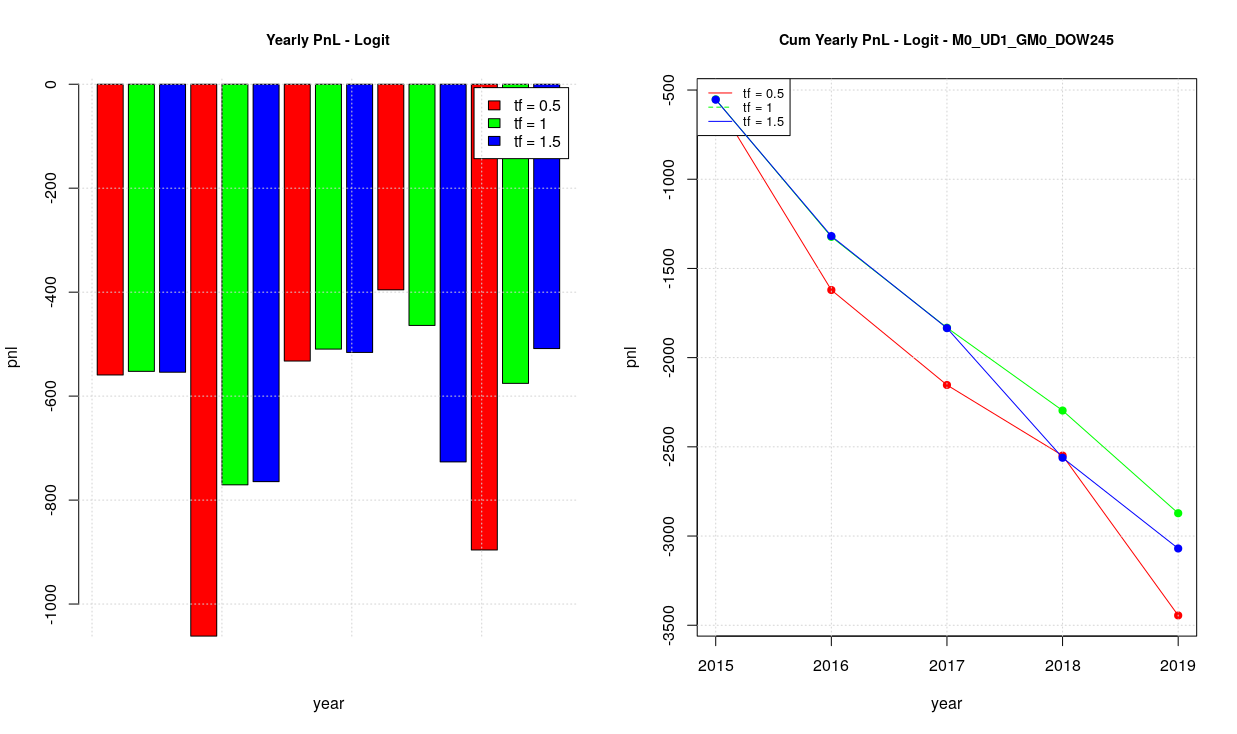 Yearly PnL - Logit
0
-200
-400
-600
-800
-1000
pnl
year
tf = 0.5
tf = 1
tf = 1.5
Cum Yearly PnL - Logit - M0_UD1_GM0_DOW245
-500
-1000
-1500
-2000
-2500
-3000
-3500
pnl
tf = 0.5
tf = 1
tf = 1.5
2015 2016 2017 2018 2019
year